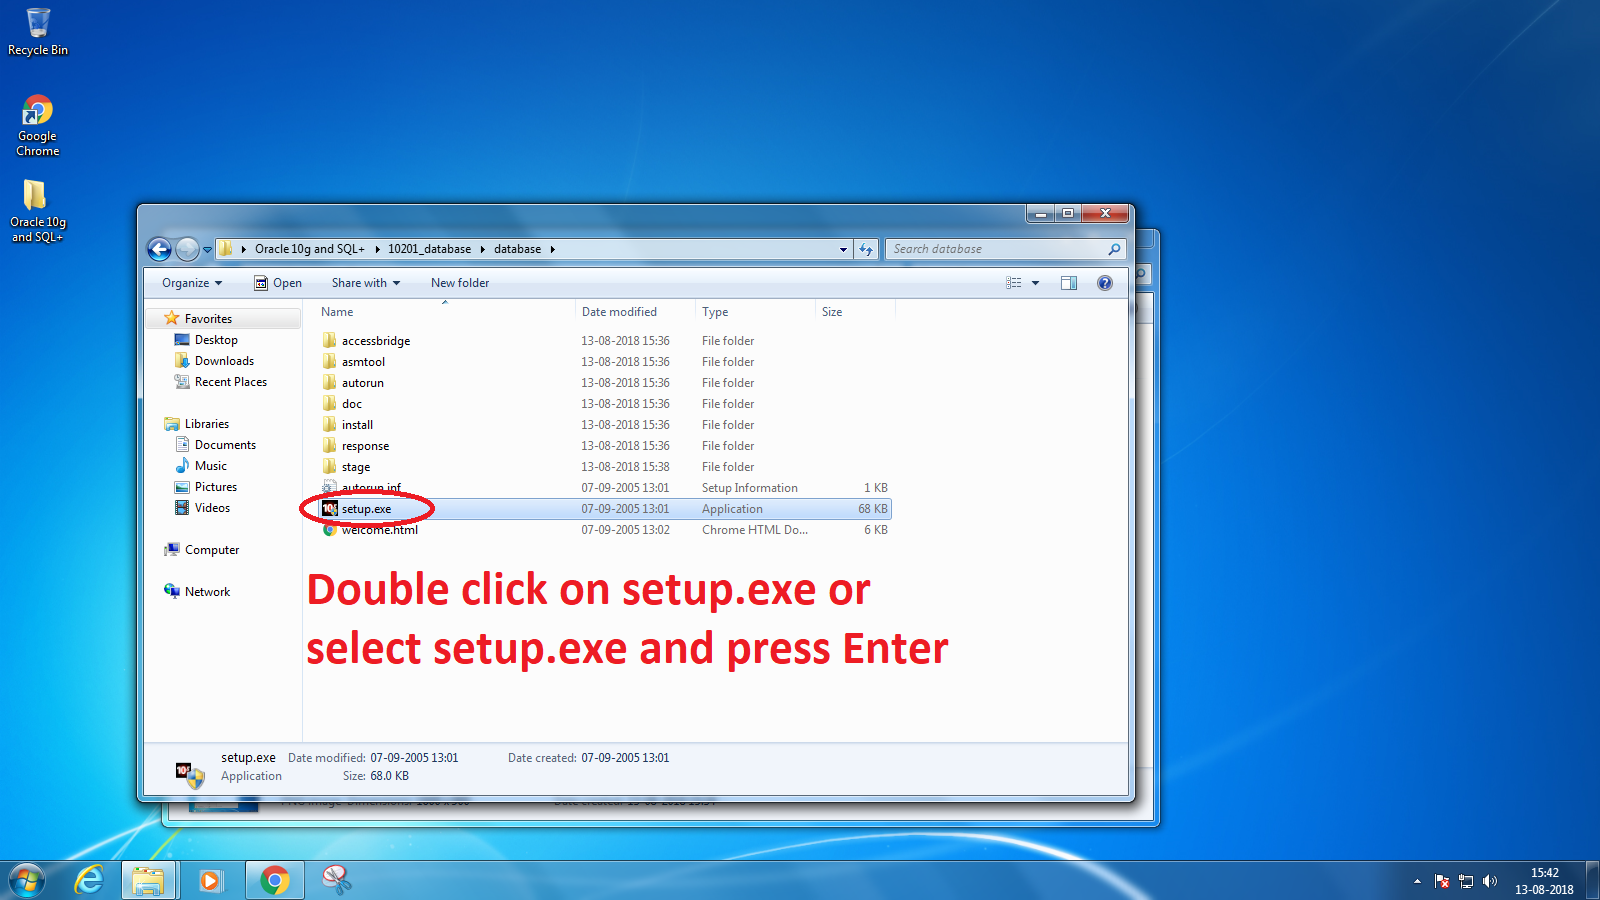 Recycle Bin
Google
Chrome
Oracle 10g
and SQL+
Oracle 10g and SQL+ 10201_database database
Search database
Organize Open Share with New folder
Name Date modified Type Size
Favorites
Desktop
Downloads
Recent Places
Libraries
Documents
Music
Pictures
Videos
Computer
Network
accessbridge 13-08-2018 15:36 File folder
asmtool 13-08-2018 15:36 File folder
autorun 13-08-2018 15:36 File folder
doc 13-08-2018 15:36 File folder
install 13-08-2018 15:36 File folder
response 13-08-2018 15:36 File folder
stage 13-08-2018 15:38 File folder
autorun.inf 07-09-2005 13:01 Setup Information 1 KB
setup.exe 07-09-2005 13:01 Application 68 KB
welcome.html 07-09-2005 13:02 Chrome HTML Do... 6 KB
Double click on setup.exe or
select setup.exe and press Enter
setup.exe Date modified: 07-09-2005 13:01 Date created: 07-09-2005 13:01
Application Size: 68.0 KB
15:42
13-08-2018